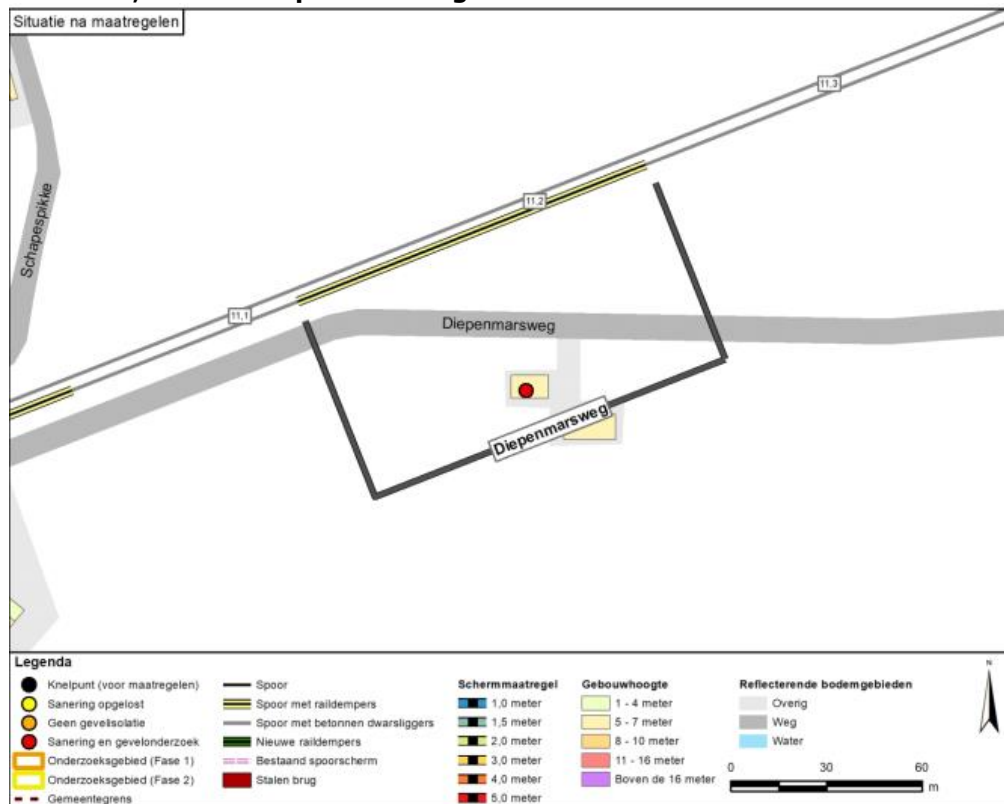 Situatie na maatregelen
11.3
11.2
Schapespikke
11.1
Diepenmarsweg
Diepenmarsweg
Legenda
Knelpunt (voor maatregelen)
Sanering opgelost
Geen gevelisolatie
Sanering en gevelonderzoek
Onderzoeksgebied (Fase 1)
Onderzoeksgebied (Fase 2)
Gemeentegrens
Spoor
Spoor met raildempers
Spoor met betonnen dwarsliggers
Nieuwe raildempers
Bestaand spoorscherm
Stalen brug
Schermmaatregel
1,0 meter
1,5 meter
2,0 meter
3,0 meter
4,0 meter
5,0 meter
Gebouwhoogte
1 - 4 meter
5 - 7 meter
8 - 10 meter
11 - 16 meter
Boven de 16 meter
Reflecterende bodemgebieden
Overig
Weg
Water
N
0 30 60
m